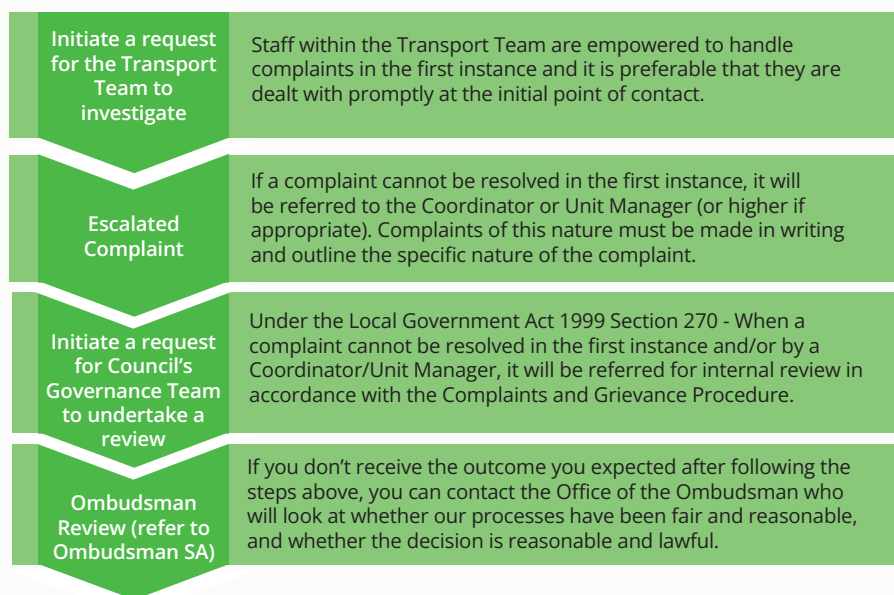 Initiate a request
for the Transport
Team to
investigate
Staff within the Transport Team are empowered to handle
complaints in the first instance and it is preferable that they are
dealt with promptly at the initial point of contact.
Escalated
Complaint
If a complaint cannot be resolved in the first instance, it will
be referred to the Coordinator or Unit Manager (or higher if
appropriate). Complaints of this nature must be made in writing
and outline the specific nature of the complaint.
Initiate a request
for Council’s
Governance Team
to undertake a
review
Under the Local Government Act 1999 Section 270 - When a
complaint cannot be resolved in the first instance and/or by a
Coordinator/Unit Manager, it will be referred for internal review in
accordance with the Complaints and Grievance Procedure.
Ombudsman
Review (refer to
Ombudsman SA)
If you don’t receive the outcome you expected after following the
steps above, you can contact the Office of the Ombudsman who
will look at whether our processes have been fair and reasonable,
and whether the decision is reasonable and lawful.